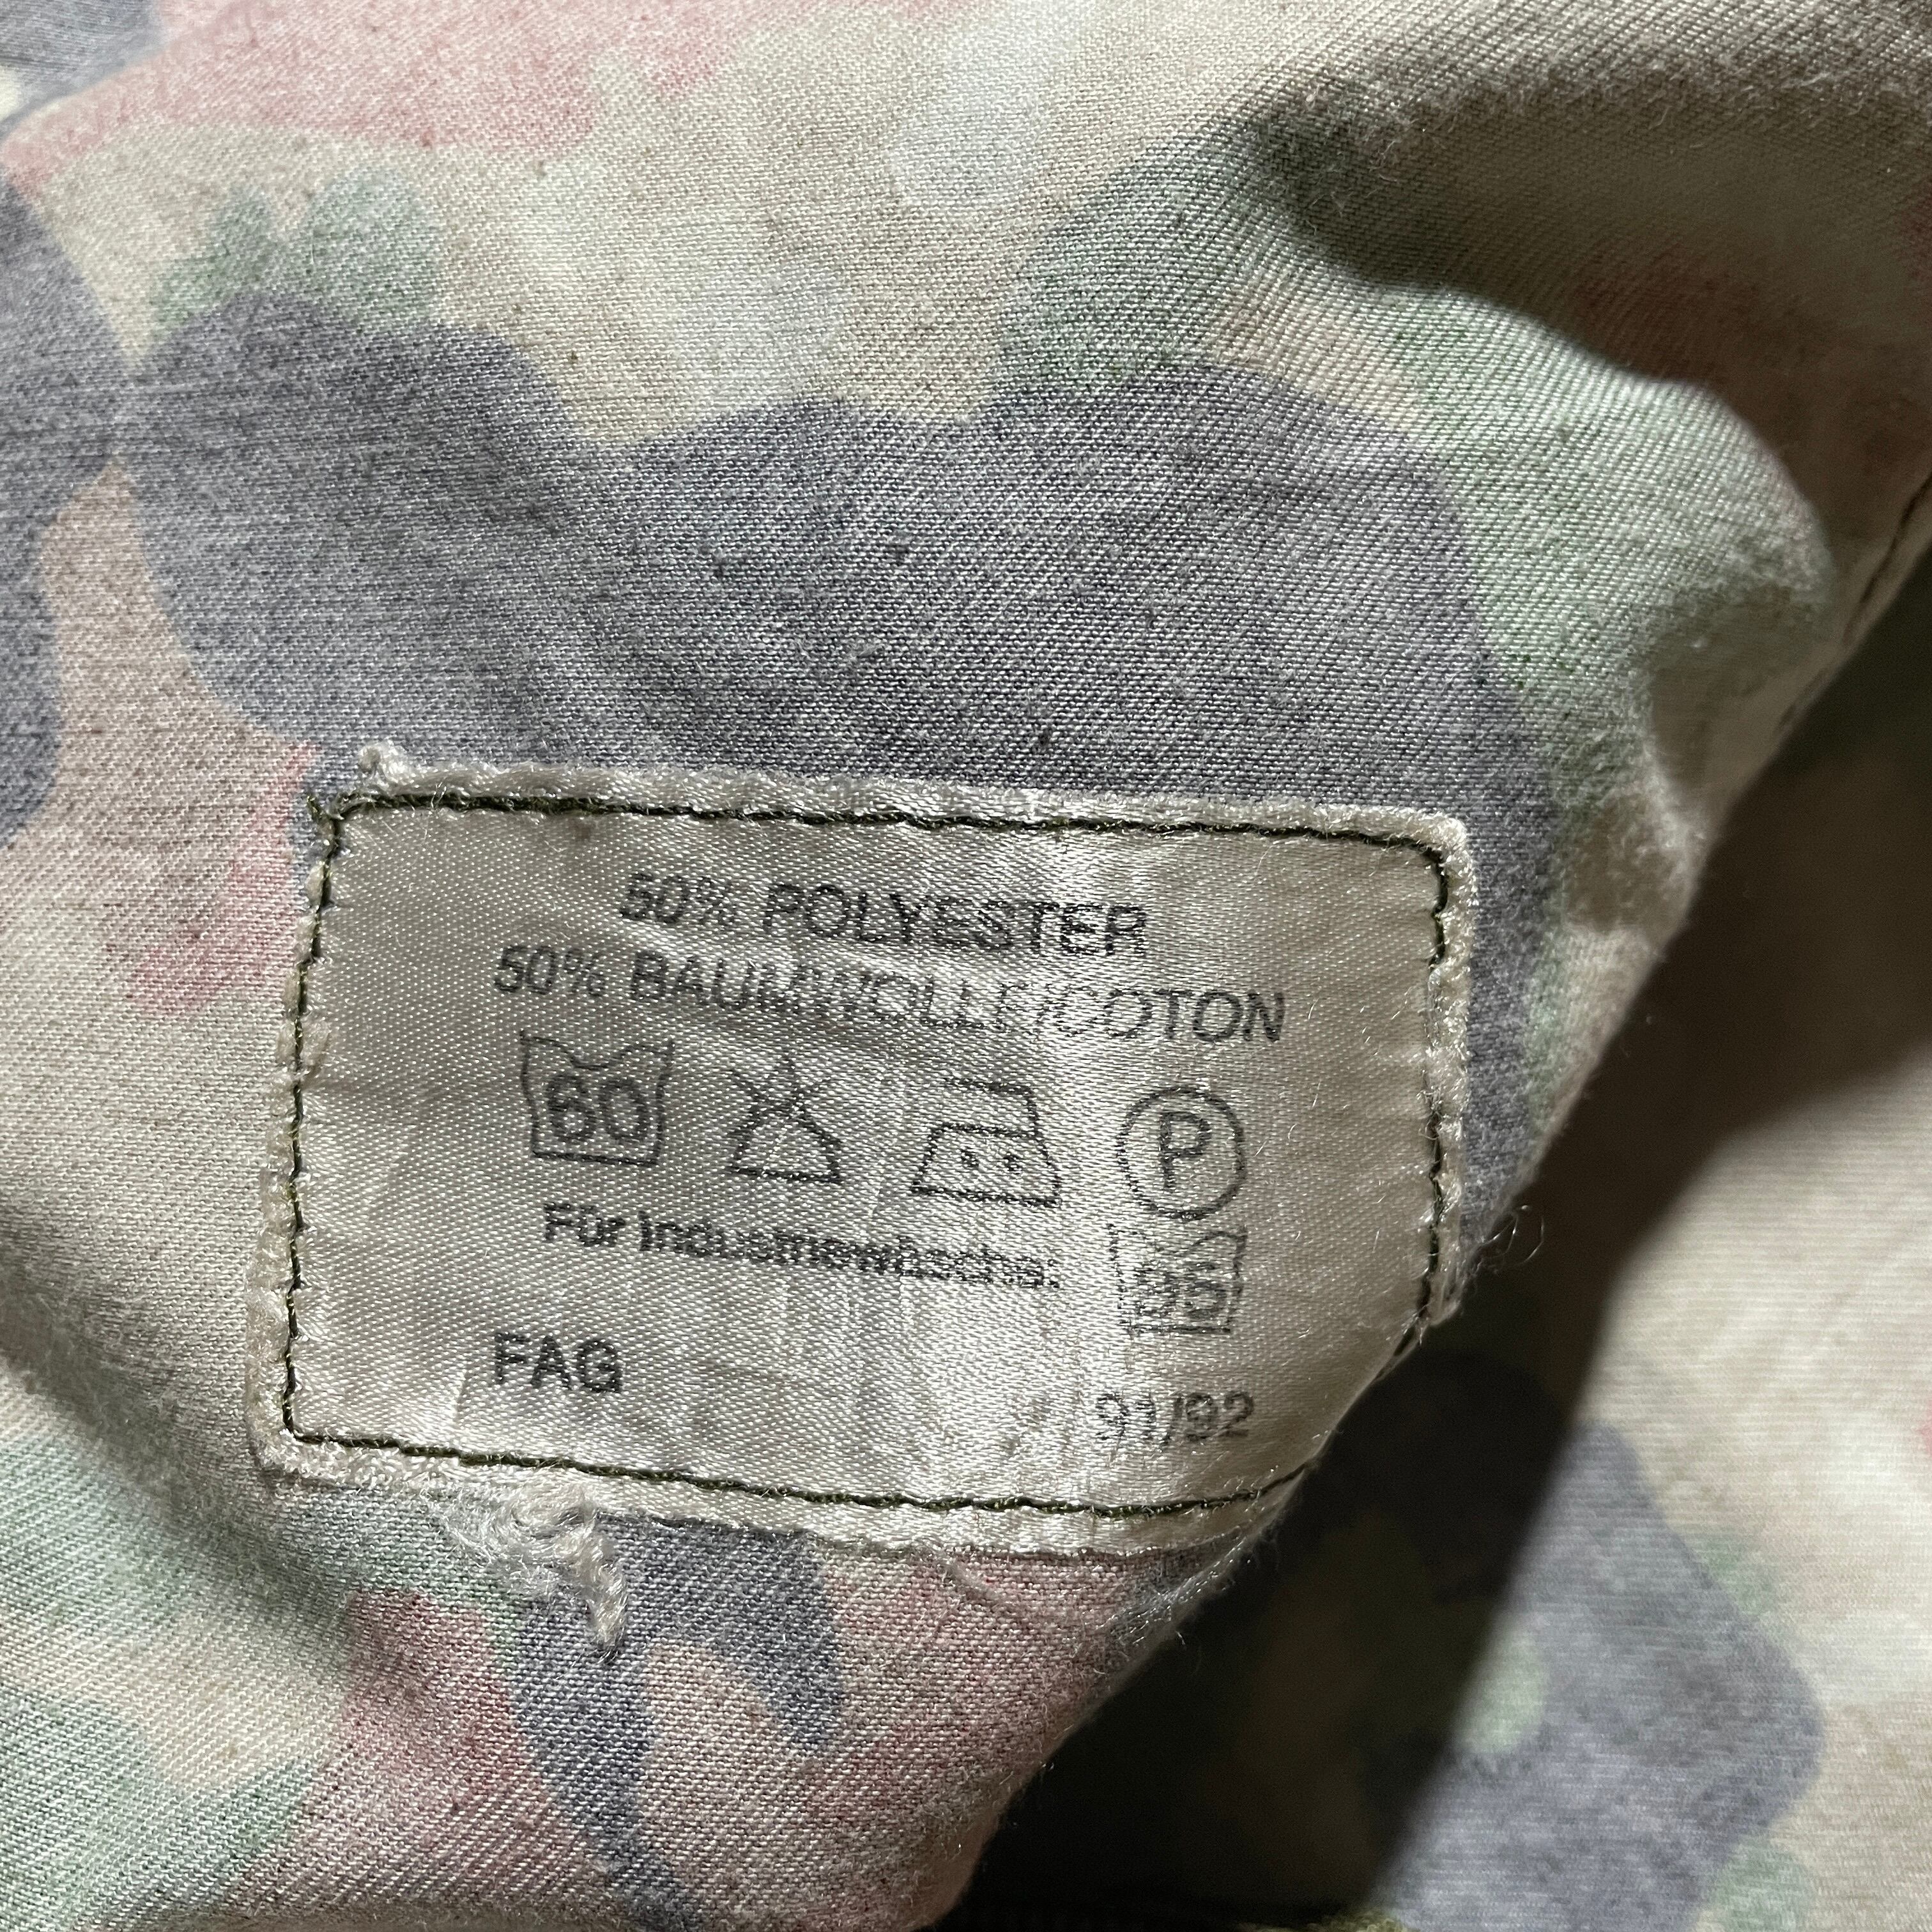 50% POLYESTER
50% BAUMWOLLE/COTON
60 P
Für Industriewäsche: 95
FAG 91/92